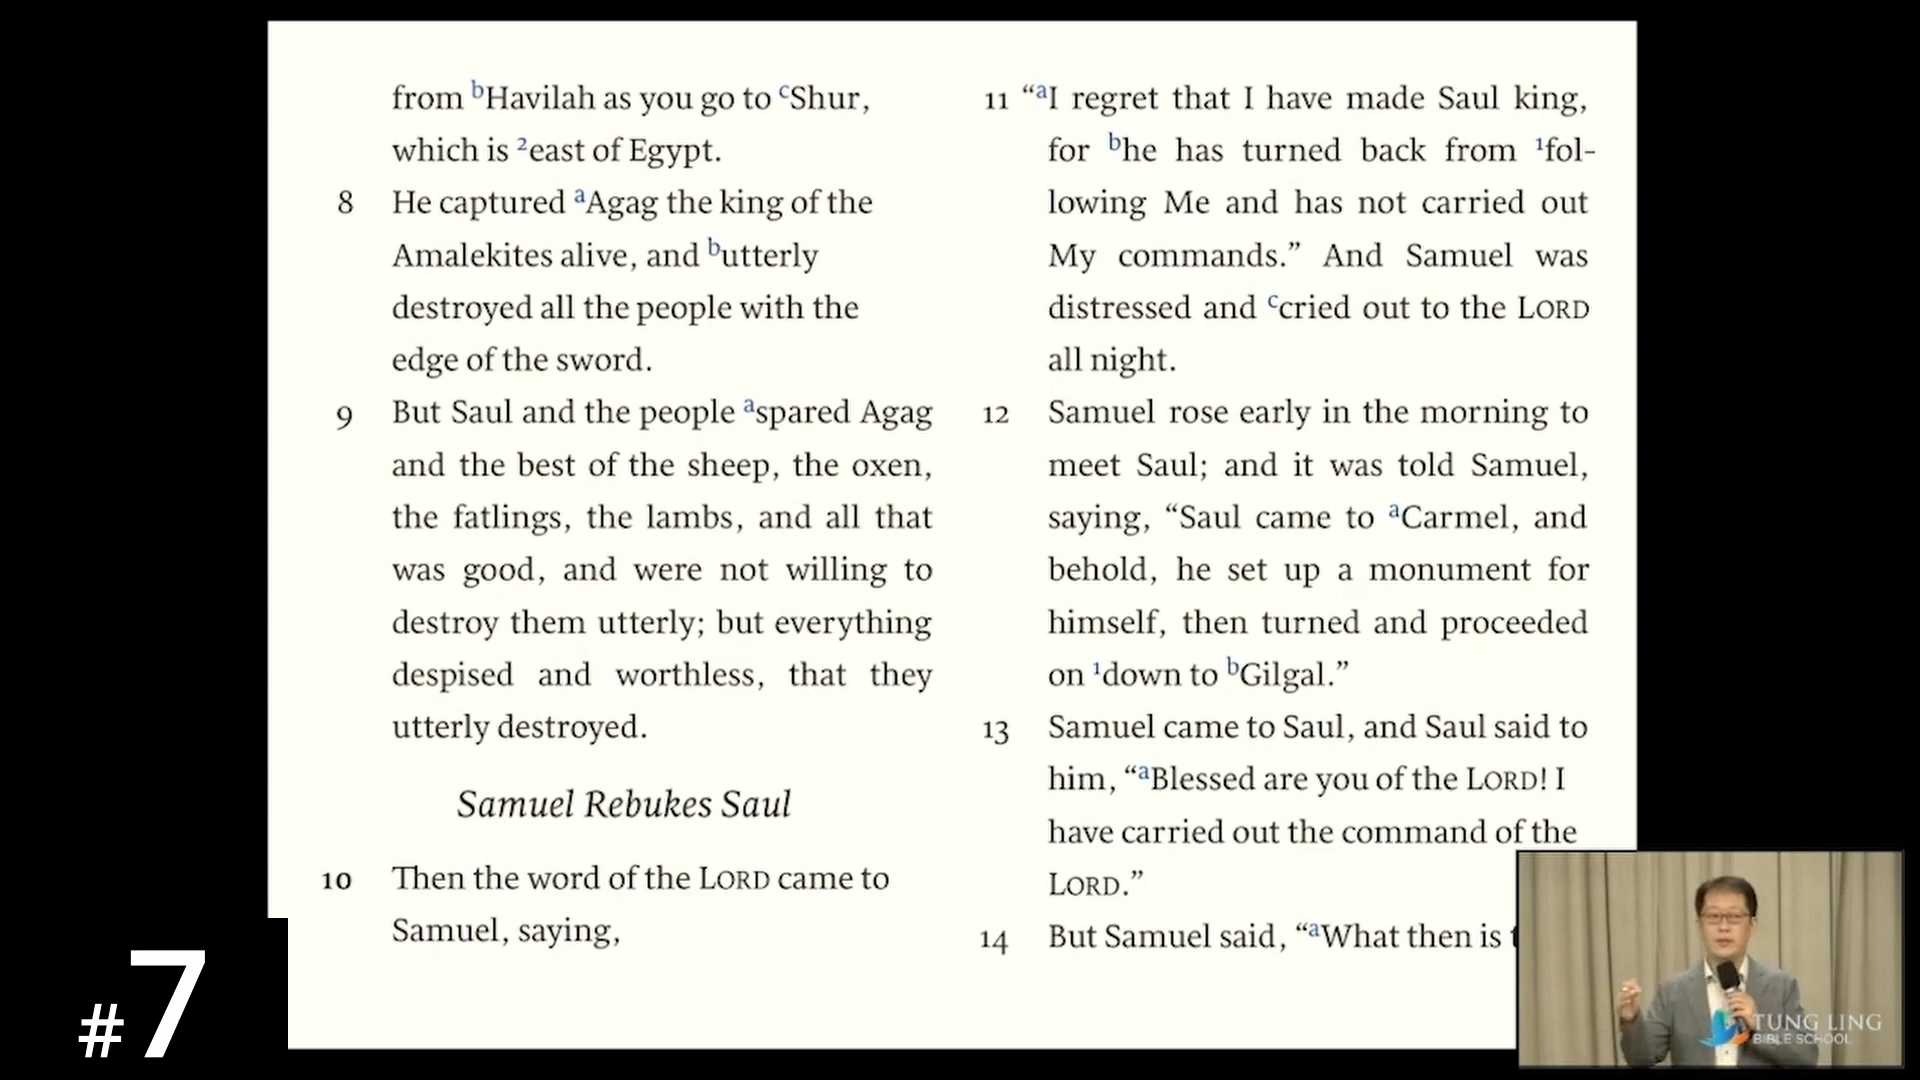 from bHavilah as you go to cShur,
which is 2east of Egypt.
8 He captured aAgag the king of the
Amalekites alive, and butterly
destroyed all the people with the
edge of the sword.
9 But Saul and the people aspared Agag
and the best of the sheep, the oxen,
the fatlings, the lambs, and all that
was good, and were not willing to
destroy them utterly; but everything
despised and worthless, that they
utterly destroyed.
Samuel Rebukes Saul
10 Then the word of the LORD came to
Samuel, saying,
11 “aI regret that I have made Saul king,
for bhe has turned back from 1fol-
lowing Me and has not carried out
My commands.” And Samuel was
distressed and ccried out to the LORD
all night.
12 Samuel rose early in the morning to
meet Saul; and it was told Samuel,
saying, “Saul came to aCarmel, and
behold, he set up a monument for
himself, then turned and proceeded
on 1down to bGilgal.”
13 Samuel came to Saul, and Saul said to
him, “aBlessed are you of the LORD! I
have carried out the command of the
LORD.”
14 But Samuel said, “aWhat then is
#7
TUNG LING
BIBLE SCHOOL